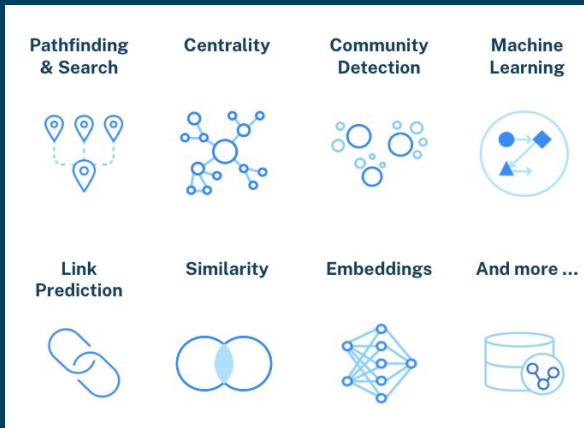 Pathfinding
& Search
Centrality
Community
Detection
Machine
Learning
Link
Prediction
Similarity
Embeddings
And more ...